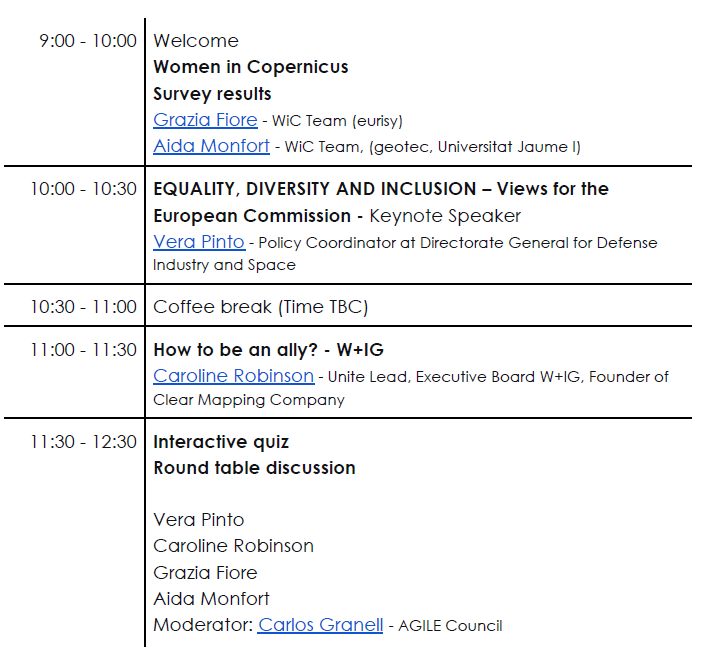 9:00 - 10:00 Welcome
Women in Copernicus
Survey results
Grazia Fiore - WiC Team (eurisy)
Aida Monfort - WiC Team, (geotec, Universitat Jaume I)
10:00 - 10:30 EQUALITY, DIVERSITY AND INCLUSION – Views for the
European Commission - Keynote Speaker
Vera Pinto - Policy Coordinator at Directorate General for Defense
Industry and Space
10:30 - 11:00 Coffee break (Time TBC)
11:00 - 11:30 How to be an ally? - W+IG
Caroline Robinson - Unite Lead, Executive Board W+IG, Founder of
Clear Mapping Company
11:30 - 12:30 Interactive quiz
Round table discussion
Vera Pinto
Caroline Robinson
Grazia Fiore
Aida Monfort
Moderator: Carlos Granell - AGILE Council